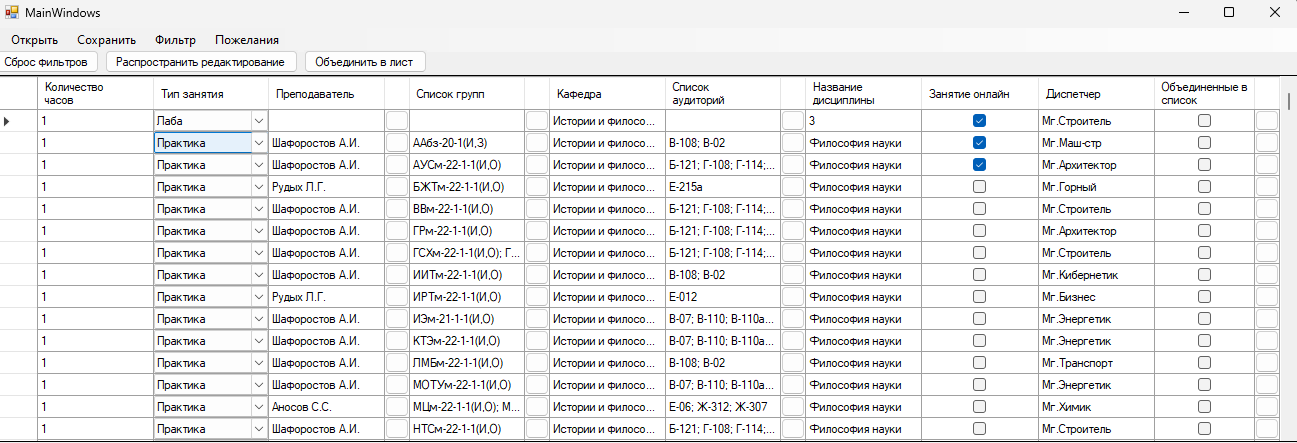 MainWindows
Открыть Сохранить Фильтр Пожелания
Сброс фильтров Распространить редактирование Объединить в лист
Количество часов Тип занятия Преподаватель Список групп Кафедра Список аудиторий Название дисциплины Занятие онлайн Диспетчер Объединенные в список
1 Лаба Истории и филосо... 3 Мг.Строитель
1 Практика Шафоростов А.И. ААбз-20-1(И,З) Истории и филосо... В-108; В-02 Философия науки Мг.Маш-стр
1 Практика Шафоростов А.И. АУСм-22-1-1(И,О) Истории и филосо... Б-121; Г-108; Г-114;... Философия науки Мг.Архитектор
1 Практика Рудых Л.Г. БЖТм-22-1-1(И,О) Истории и филосо... Е-215а Философия науки Мг.Горный
1 Практика Шафоростов А.И. ВВм-22-1-1(И,О) Истории и филосо... Б-121; Г-108; Г-114;... Философия науки Мг.Строитель
1 Практика Шафоростов А.И. ГРм-22-1-1(И,О) Истории и филосо... Б-121; Г-108; Г-114;... Философия науки Мг.Архитектор
1 Практика Шафоростов А.И. ГСХм-22-1-1(И,О); Г... Истории и филосо... Б-121; Г-108; Г-114;... Философия науки Мг.Строитель
1 Практика Шафоростов А.И. ИИТм-22-1-1(И,О) Истории и филосо... В-108; В-02 Философия науки Мг.Кибернетик
1 Практика Рудых Л.Г. ИРТм-22-1-1(И,О) Истории и филосо... Е-012 Философия науки Мг.Бизнес
1 Практика Шафоростов А.И. ИЭм-21-1-1(И,О) Истории и филосо... В-07; В-110; В-110а... Философия науки Мг.Энергетик
1 Практика Шафоростов А.И. КТЭм-22-1-1(И,О) Истории и филосо... В-07; В-110; В-110а... Философия науки Мг.Энергетик
1 Практика Шафоростов А.И. ЛМБм-22-1-1(И,О) Истории и филосо... В-108; В-02 Философия науки Мг.Транспорт
1 Практика Шафоростов А.И. МОТУм-22-1-1(И,О) Истории и филосо... В-07; В-110; В-110а... Философия науки Мг.Энергетик
1 Практика Аносов С.С. МЦм-22-1-1(И,О); М... Истории и филосо... Е-06; Ж-312; Ж-307 Философия науки Мг.Химик
1 Практика Шафоростов А.И. НТСм-22-1-1(И,О) Истории и филосо... Б-121; Г-108; Г-114;... Философия науки Мг.Строитель